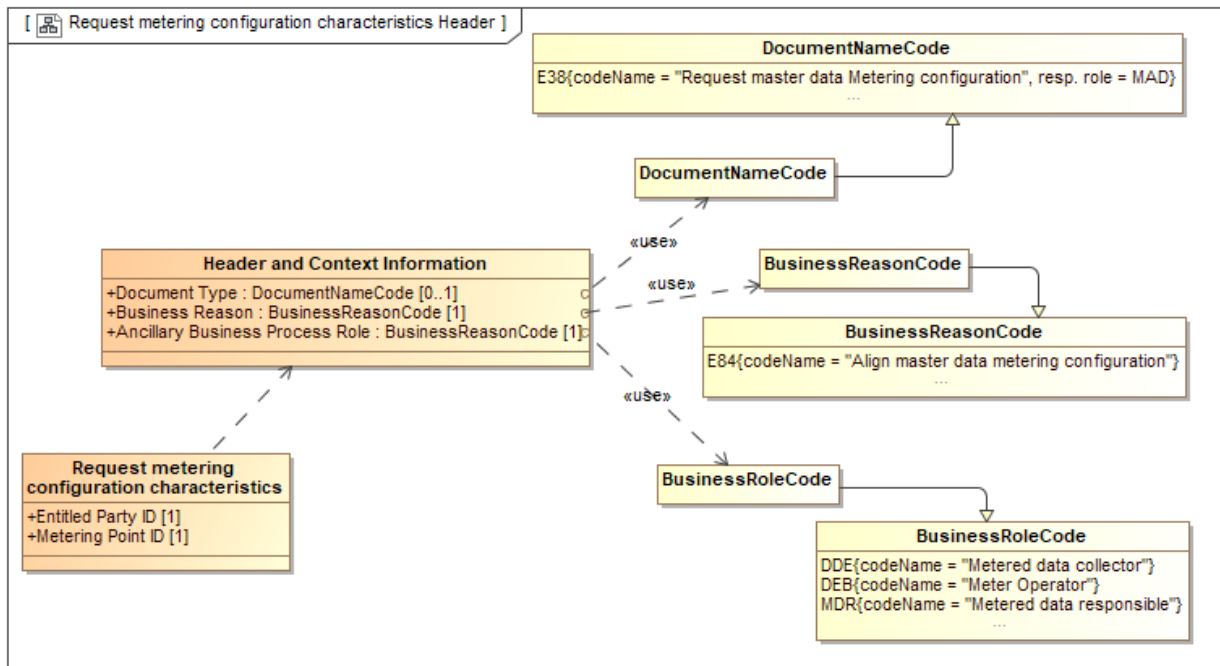 [ Request metering configuration characteristics Header ]
DocumentNameCode
E38{codeName = "Request master data Metering configuration", resp. role = MAD}
...
DocumentNameCode
«use»
Header and Context Information
+Document Type : DocumentNameCode [0..1]
+Business Reason : BusinessReasonCode [1]
+Ancillary Business Process Role : BusinessReasonCode [1]
«use»
BusinessReasonCode
BusinessReasonCode
E84{codeName = "Align master data metering configuration"}
...
«use»
Request metering
configuration characteristics
+Entitled Party ID [1]
+Metering Point ID [1]
BusinessRoleCode
BusinessRoleCode
DDE{codeName = "Metered data collector"}
DEB{codeName = "Meter Operator"}
MDR{codeName = "Metered data responsible"}
...